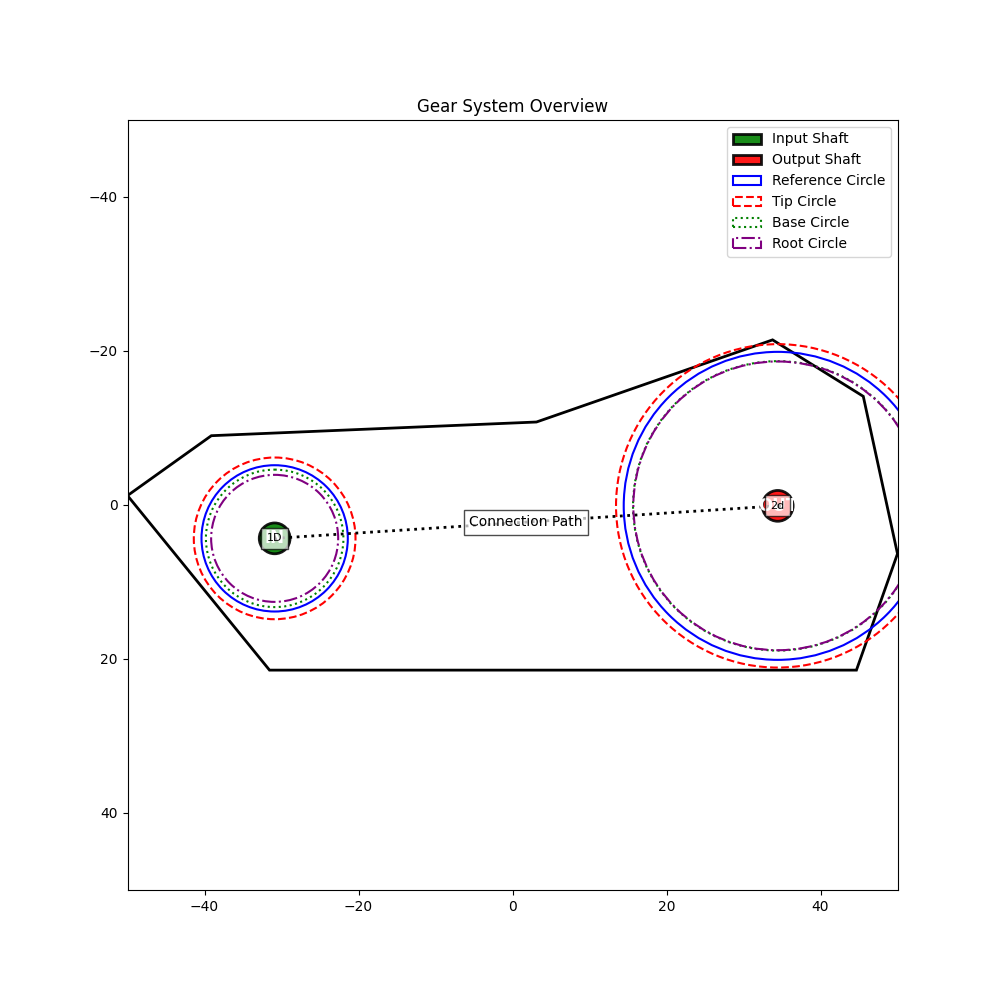 Gear System Overview
Input Shaft
Output Shaft
Reference Circle
Tip Circle
Base Circle
Root Circle
−40
−20
0
20
40
1D
Connection Path
2d
−40
−20
0
20
40